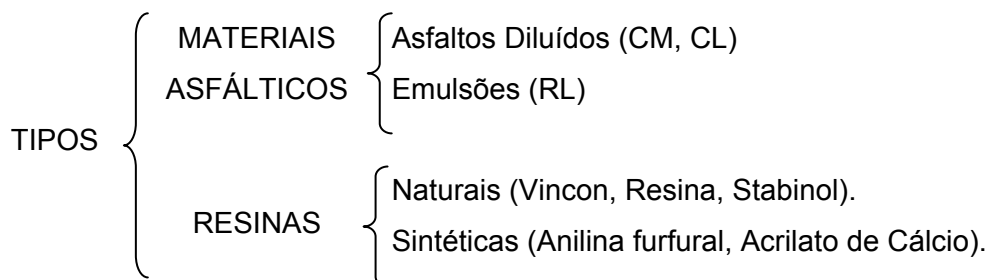 MATERIAIS
ASFÁLTICOS
Asfaltos Diluídos (CM, CL)
Emulsões (RL)
TIPOS
RESINAS
Naturais (Vincon, Resina, Stabinol).
Sintéticas (Anilina furfural, Acrilato de Cálcio).